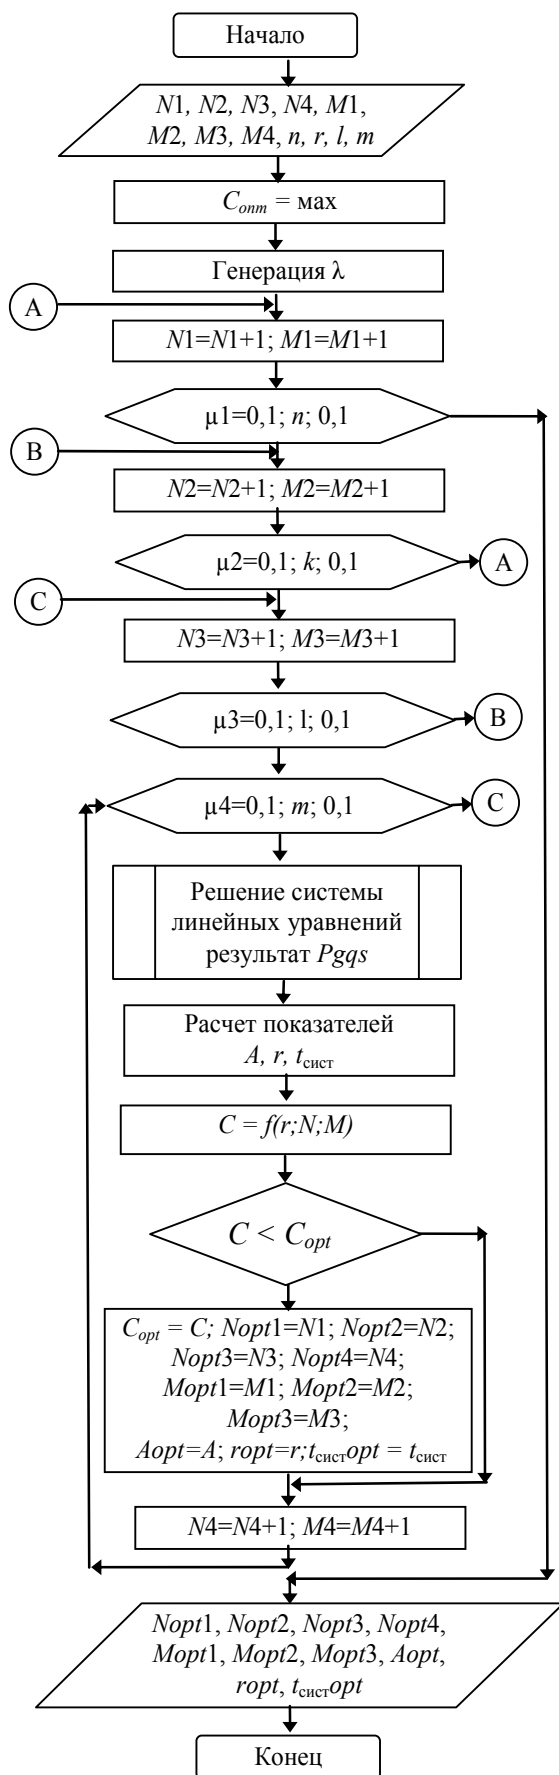 Начало
N1, N2, N3, N4, M1,
M2, M3, M4, n, r, l, m
Cопт = мах
Генерация λ
A
N1=N1+1; M1=M1+1
µ1=0,1; n; 0,1
B
N2=N2+1; M2=M2+1
µ2=0,1; k; 0,1
A
C
N3=N3+1; M3=M3+1
µ3=0,1; l; 0,1
B
µ4=0,1; m; 0,1
C
Решение системы
линейных уравнений
результат Pgqs
Расчет показателей
A, r, tсист
C = f(r;N;M)
C < Copt
Copt = C; Nopt1=N1; Nopt2=N2;
Nopt3=N3; Nopt4=N4;
Mopt1=M1; Mopt2=M2;
Mopt3=M3;
Aopt=A; ropt=r;tсистopt = tсист
N4=N4+1; M4=M4+1
Nopt1, Nopt2, Nopt3, Nopt4,
Mopt1, Mopt2, Mopt3, Aopt,
ropt, tсистopt
Конец